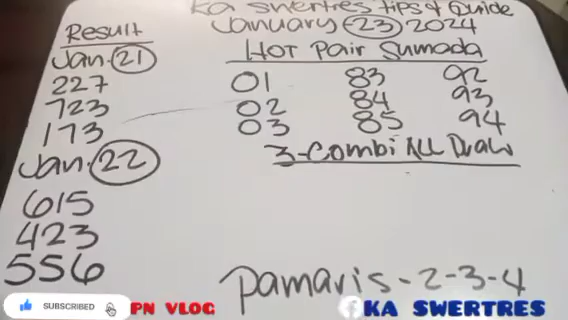 KA Swertres tips & Guide
January 23 2024
Result
Jan. 21
227
723
173
Jan. 22
615
423
556
Hot Pair Sumada
01 83 92
02 84 93
03 85 94
3-Combi All Draw
pamaris-2-3-4
SUBSCRIBED
PN VLOG
KA SWERTRES